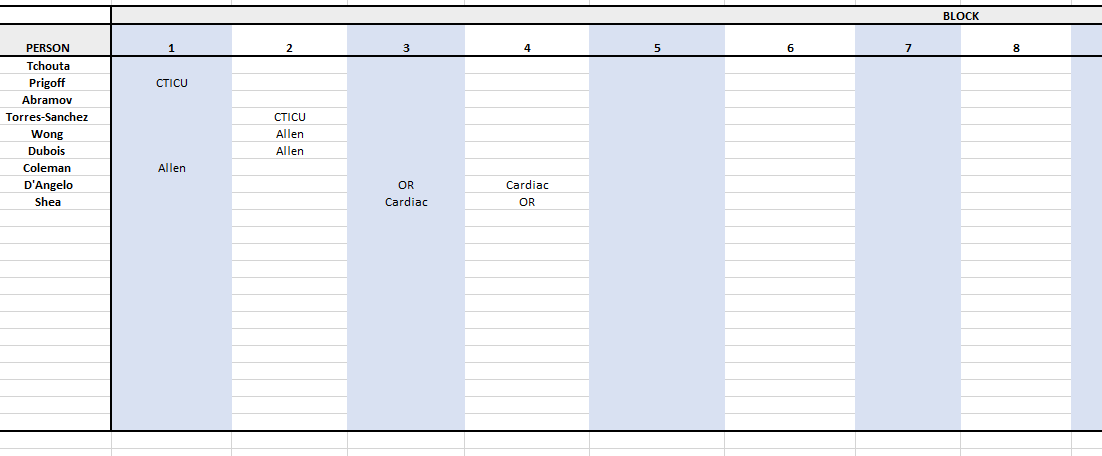 BLOCK
PERSON 1 2 3 4 5 6 7 8
Tchouta
Prigoff CTICU
Abramov
Torres-Sanchez CTICU
Wong Allen
Dubois Allen
Coleman Allen
D'Angelo OR Cardiac
Shea Cardiac OR